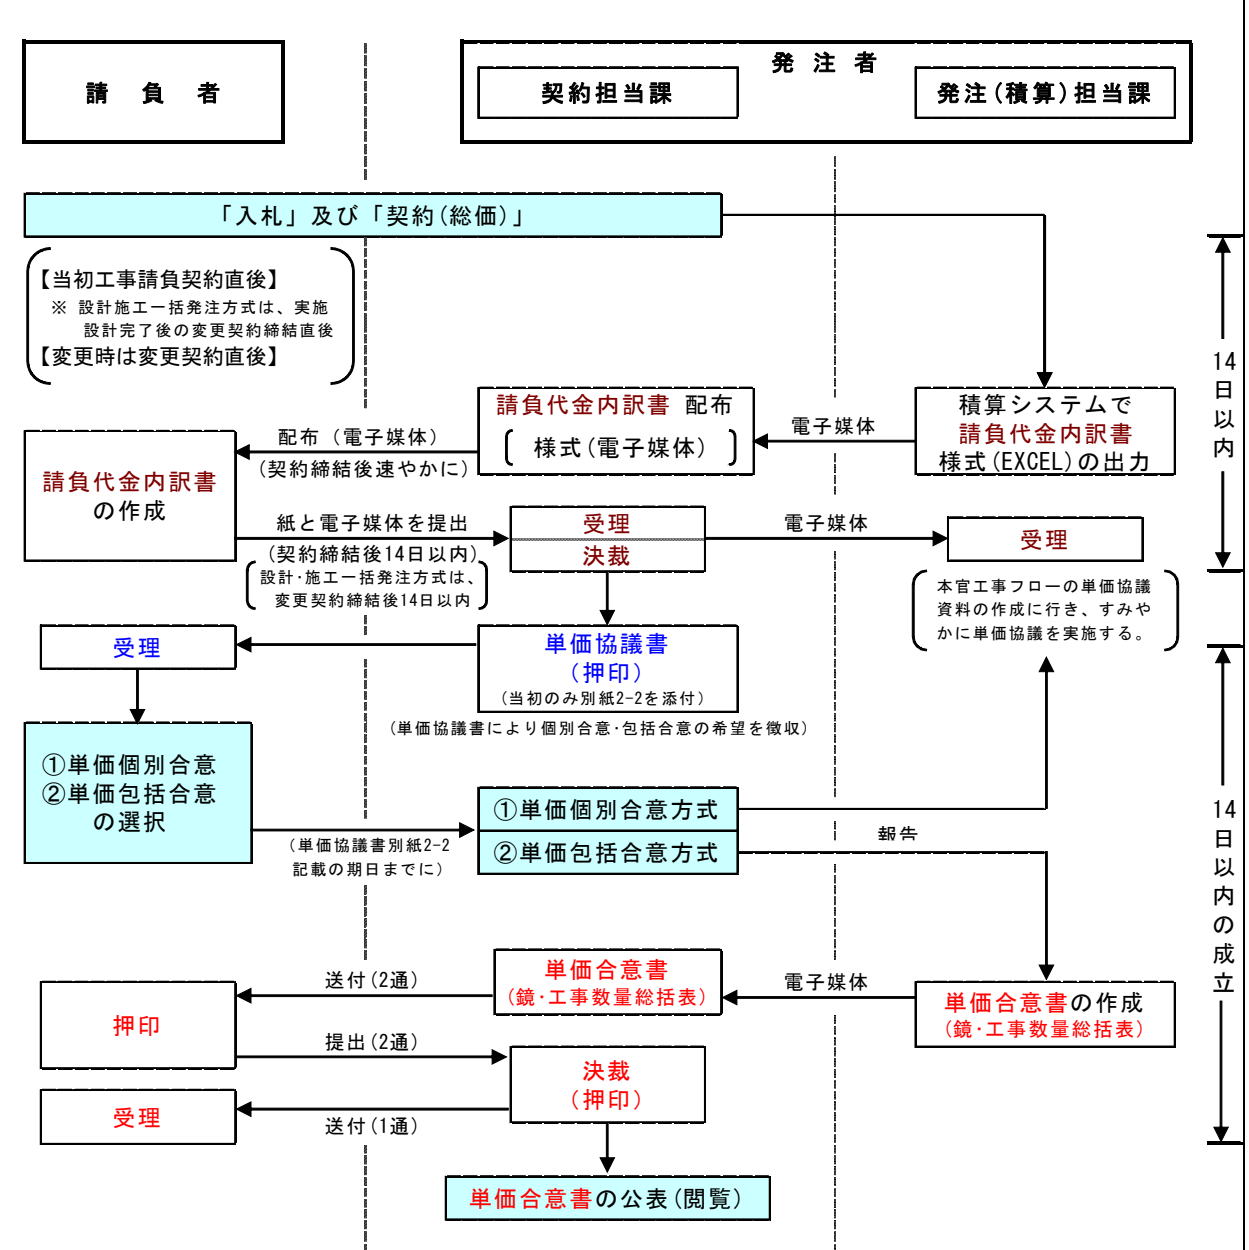 請　負　者
発　注　者
契約担当課
発注(積算)担当課
「入札」及び「契約(総価)」
【当初工事請負契約直後】
※ 設計施工一括発注方式は、実施
設計完了後の変更契約締結直後
【変更時は変更契約直後】
14日以内
請負代金内訳書 配布
様式(電子媒体)
電子媒体
積算システムで
請負代金内訳書
様式(EXCEL)の出力
配布（電子媒体）
(契約締結後速やかに)
請負代金内訳書
の作成
紙と電子媒体を提出
(契約締結後14日以内)
設計･施工一括発注方式は、
変更契約締結後14日以内
受理
決裁
電子媒体
受理
本官工事フローの単価協議
資料の作成に行き、すみや
かに単価協議を実施する。
受理
単価協議書
(押印)
(当初のみ別紙2-2を添付)
(単価協議書により個別合意･包括合意の希望を徴収)
①単価個別合意
②単価包括合意
の選択
(単価協議書別紙2-2
記載の期日までに)
①単価個別合意方式
②単価包括合意方式
報告
14日以内の成立
送付(2通)
単価合意書
(鏡･工事数量総括表)
電子媒体
単価合意書の作成
(鏡･工事数量総括表)
押印
提出(2通)
決裁
(押印)
受理
送付(1通)
単価合意書の公表(閲覧)